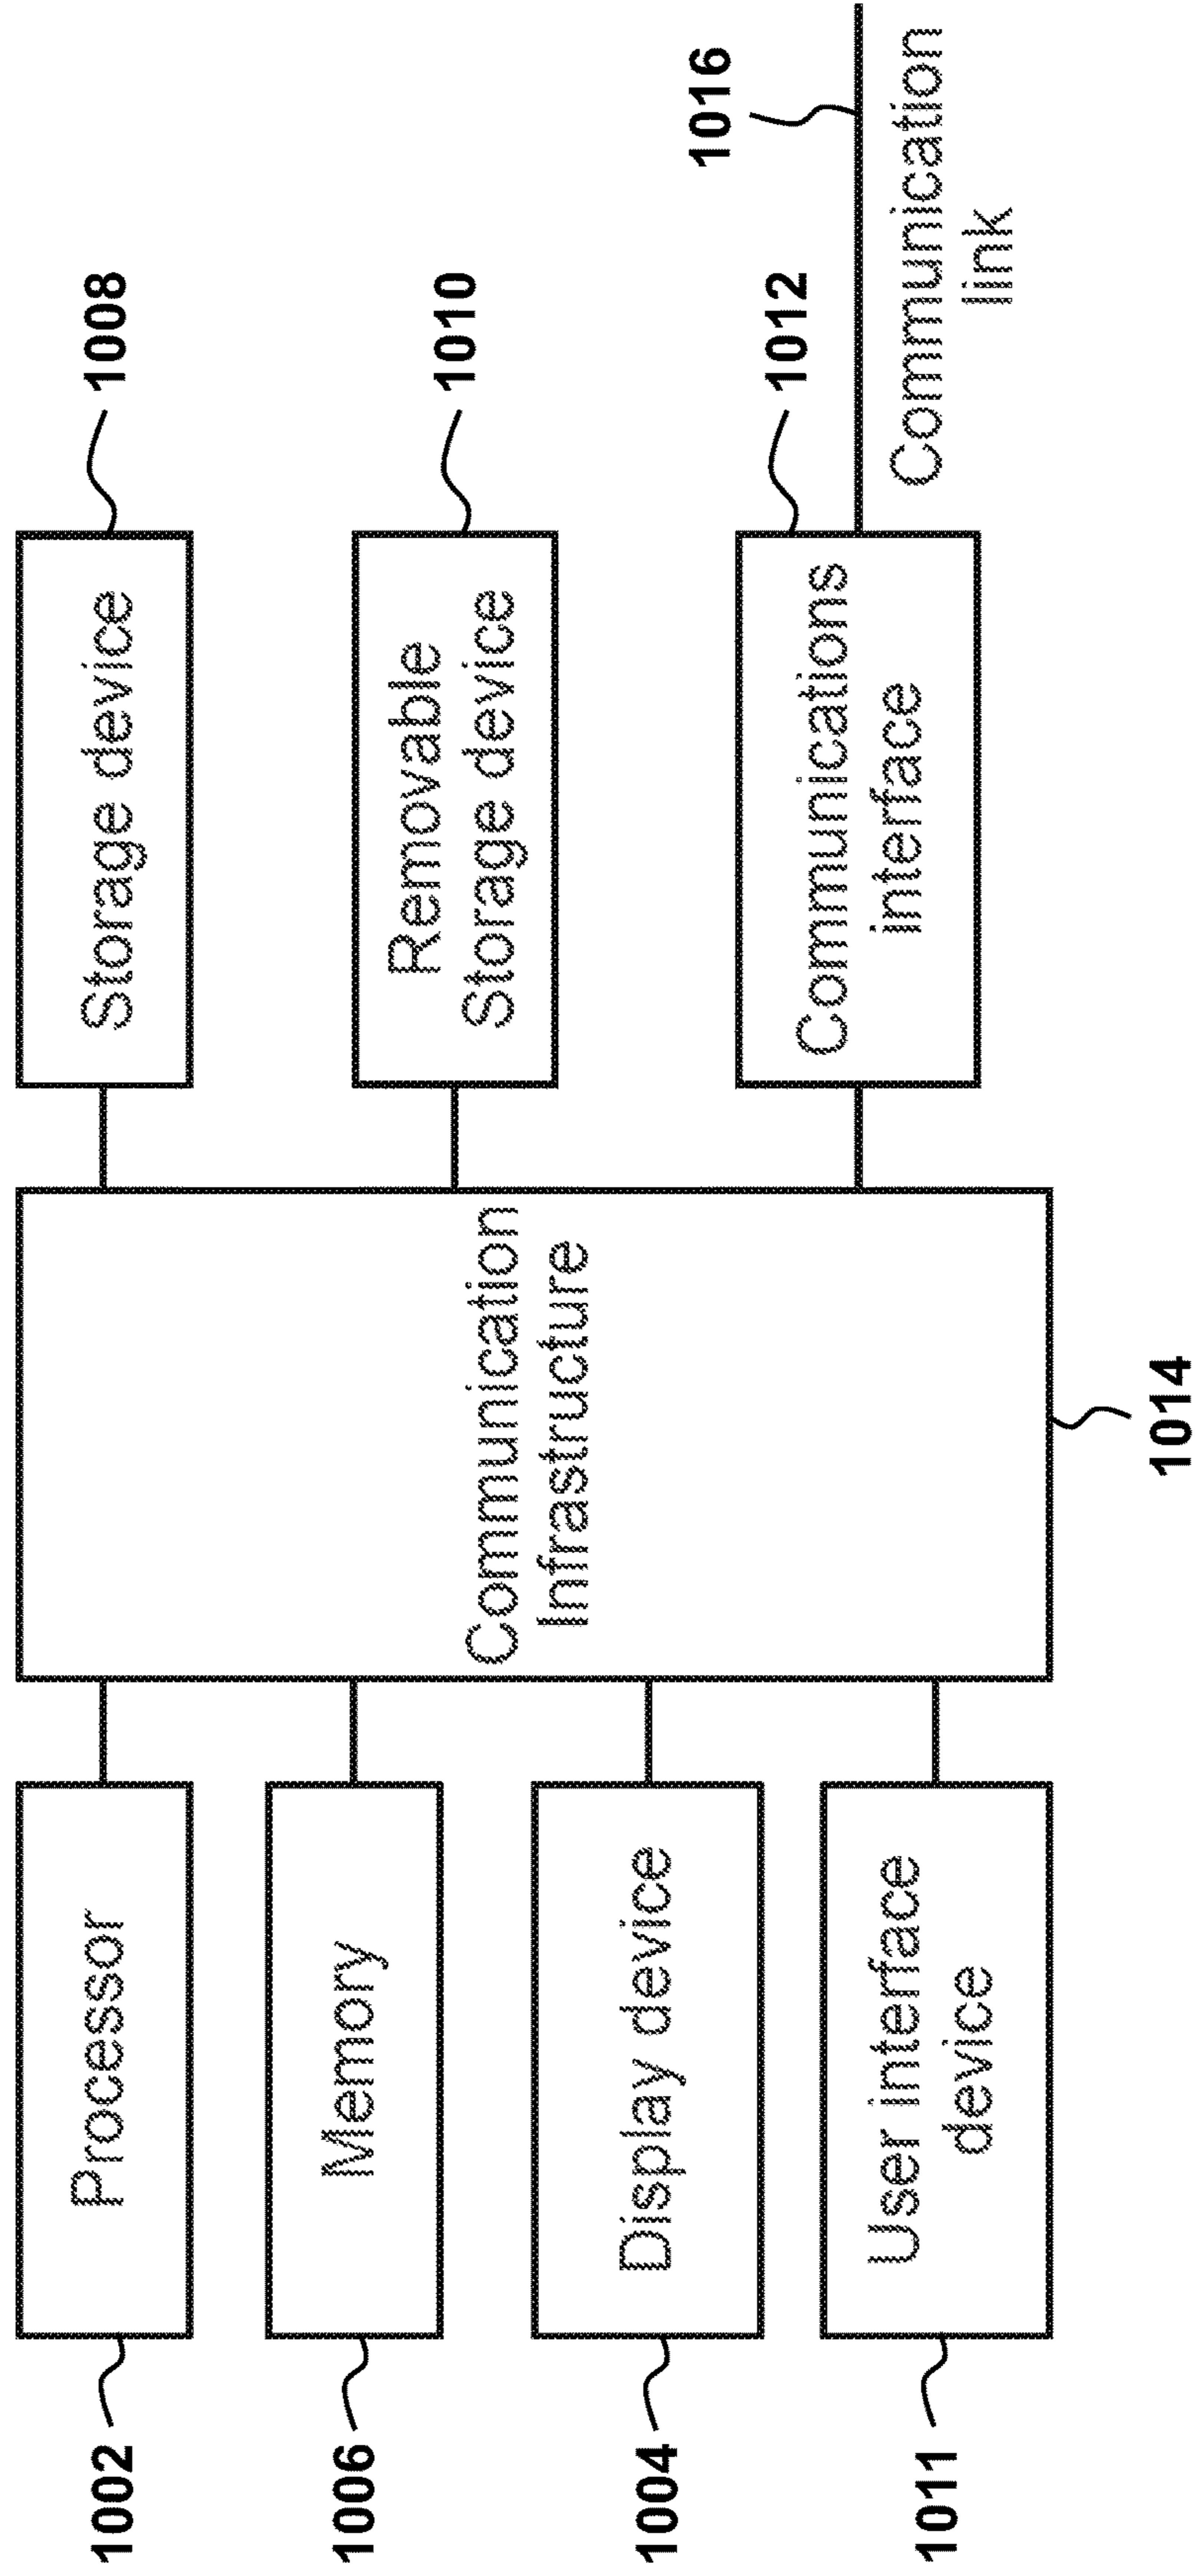 1002
Processor
1006
Memory
1004
Display device
1011
User interface
device
Communication
Infrastructure
1014
Storage device
1008
Removable
Storage device
1010
Communications
interface
1012
1016
Communication
link